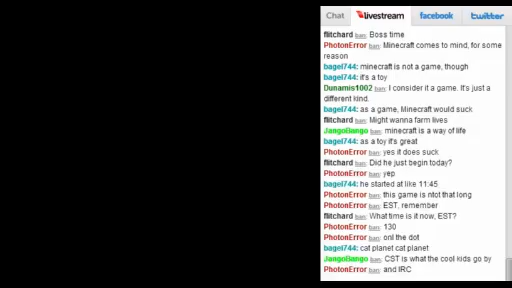 Chat livestream facebook twitter
flitchard ban: Boss time
PhotonError ban: Minecraft comes to mind, for some
reason
bagel744: minecraft is not a game, though
bagel744: it's a toy
Dunamis1002 ban: I consider it a game. It's just a
different kind.
bagel744: as a game, Minecraft would suck
flitchard ban: Might wanna farm lives
JangoBango ban: minecraft is a way of life
bagel744: as a toy it's great
PhotonError ban: yes it does suck
flitchard ban: Did he just begin today?
PhotonError ban: yep
bagel744: he started at like 11:45
PhotonError ban: this game is ntot that long
PhotonError ban: EST, remember
flitchard ban: What time is it now, EST?
PhotonError ban: 130
PhotonError ban: onl the dot
bagel744: cat planet cat planet
JangoBango ban: CST is what the cool kids go by
PhotonError ban: and IRC